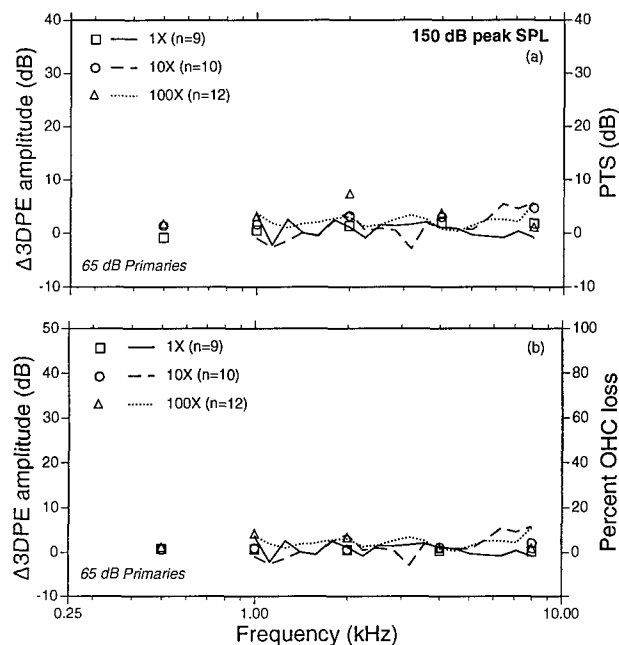 150 dB peak SPL
(a)
1X (n=9)
10X (n=10)
100X (n=12)
65 dB Primaries
Δ3DPE amplitude (dB)
PTS (dB)
40
30
20
10
0
-10
40
30
20
10
0
-10
(b)
1X (n=9)
10X (n=10)
100X (n=12)
65 dB Primaries
Δ3DPE amplitude (dB)
Percent OHC loss
50
40
30
20
10
0
-10
100
80
60
40
20
0
0.25
1.00
10.00
Frequency (kHz)